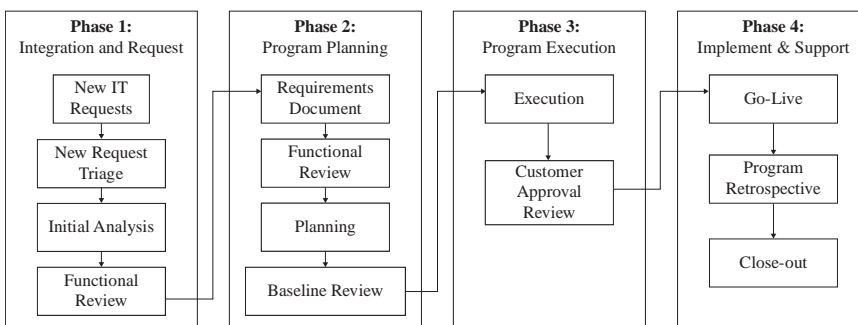 Phase 1:
Integration and Request
New IT
Requests
New Request
Triage
Initial Analysis
Functional
Review
Phase 2:
Program Planning
Requirements
Document
Functional
Review
Planning
Baseline Review
Phase 3:
Program Execution
Execution
Customer
Approval
Review
Phase 4:
Implement & Support
Go-Live
Program
Retrospective
Close-out